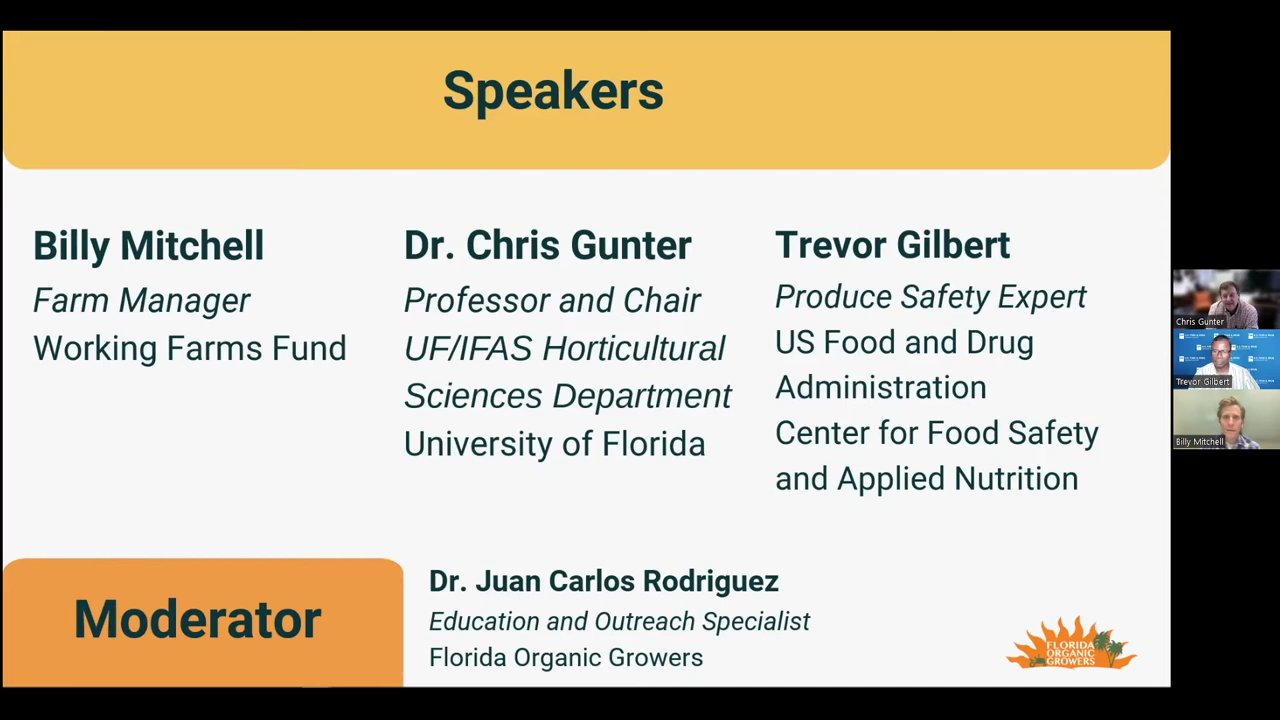 Speakers
Billy Mitchell
Farm Manager
Working Farms Fund
Dr. Chris Gunter
Professor and Chair
UF/IFAS Horticultural
Sciences Department
University of Florida
Trevor Gilbert
Produce Safety Expert
US Food and Drug
Administration
Center for Food Safety
and Applied Nutrition
Moderator
Dr. Juan Carlos Rodriguez
Education and Outreach Specialist
Florida Organic Growers
FLORIDA
ORGANIC
GROWERS
Chris Gunter
Trevor Gilbert
Billy Mitchell